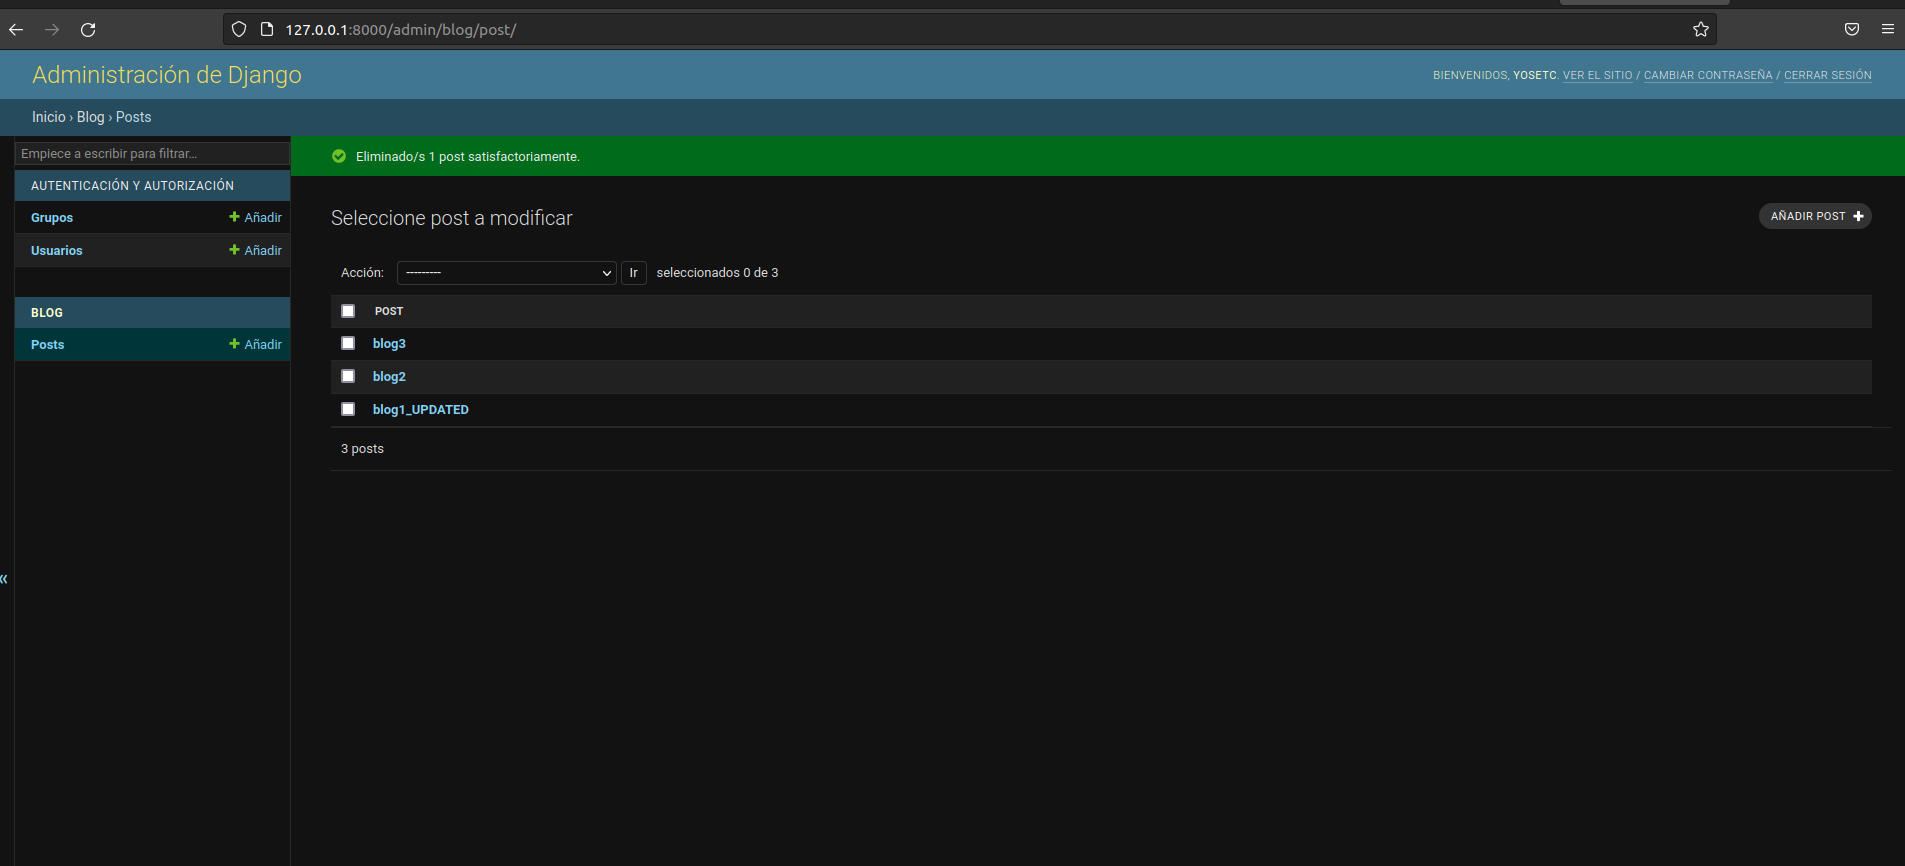 127.0.0.1:8000/admin/blog/post/
Administración de Django
BIENVENIDOS, YOSETC. VER EL SITIO / CAMBIAR CONTRASEÑA / CERRAR SESIÓN
Inicio › Blog › Posts
Empiece a escribir para filtrar...
AUTENTICACIÓN Y AUTORIZACIÓN
Grupos + Añadir
Usuarios + Añadir
BLOG
Posts + Añadir
Eliminado/s 1 post satisfactoriamente.
Seleccione post a modificar
AÑADIR POST +
Acción: --------- Ir seleccionados 0 de 3
POST
blog3
blog2
blog1_UPDATED
3 posts
«